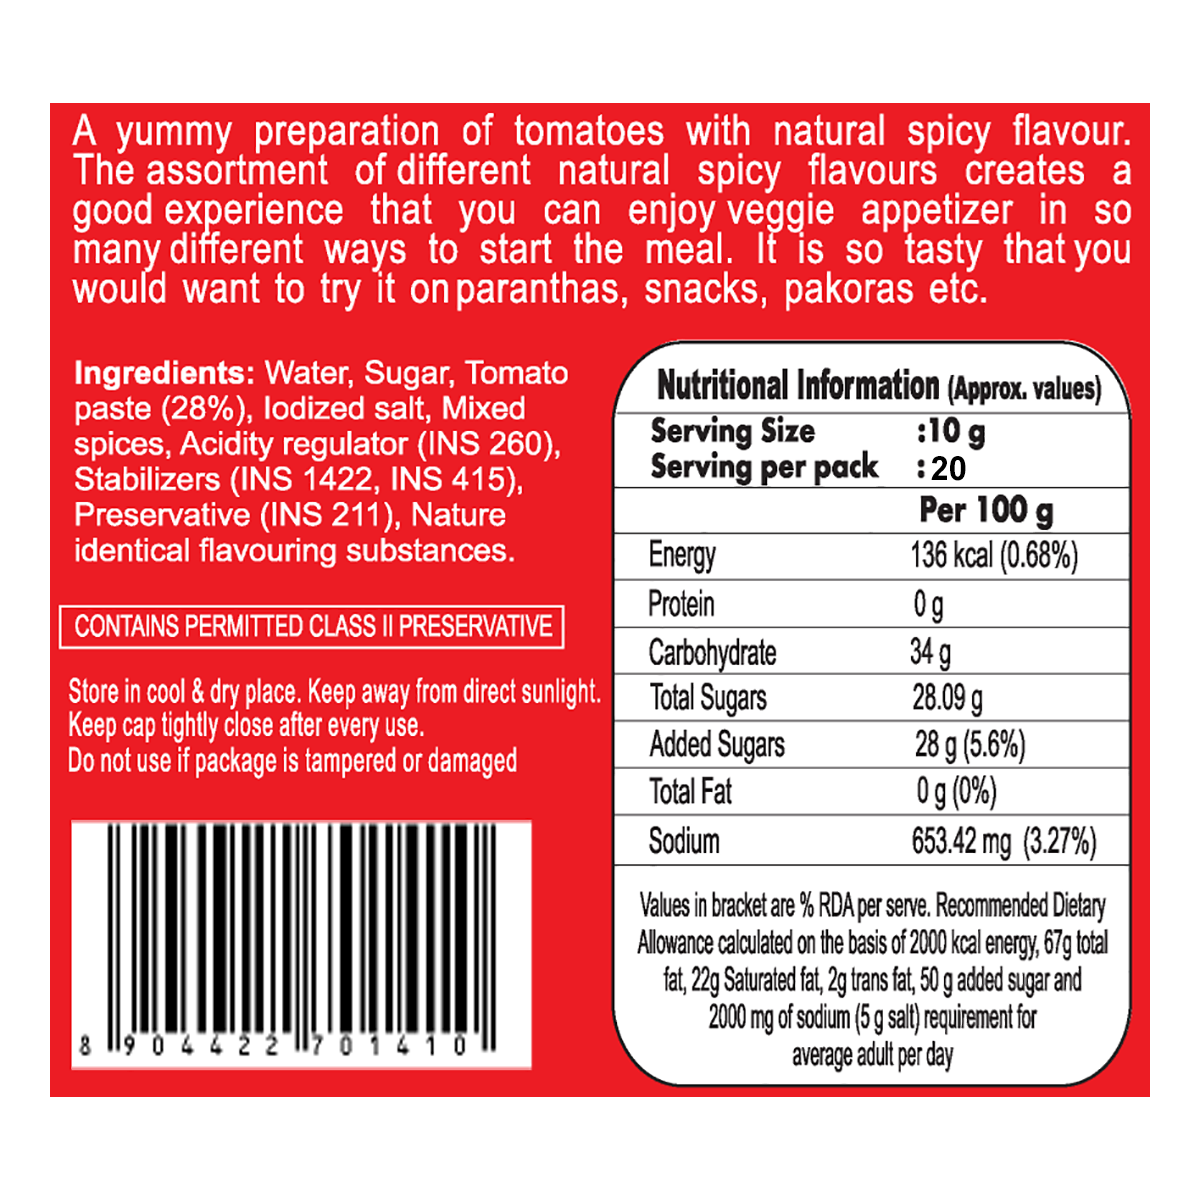 A yummy preparation of tomatoes with natural spicy flavour.
The assortment of different natural spicy flavours creates a
good experience that you can enjoy veggie appetizer in so
many different ways to start the meal. It is so tasty that you
would want to try it on paranthas, snacks, pakoras etc.
Ingredients: Water, Sugar, Tomato
paste (28%), Iodized salt, Mixed
spices, Acidity regulator (INS 260),
Stabilizers (INS 1422, INS 415),
Preservative (INS 211), Nature
identical flavouring substances.
CONTAINS PERMITTED CLASS II PRESERVATIVE
Store in cool & dry place. Keep away from direct sunlight.
Keep cap tightly close after every use.
Do not use if package is tampered or damaged
8 904422 701410
Nutritional Information (Approx. values)
Serving Size :10 g
Serving per pack : 20
Per 100 g
Energy 136 kcal (0.68%)
Protein 0 g
Carbohydrate 34 g
Total Sugars 28.09 g
Added Sugars 28 g (5.6%)
Total Fat 0 g (0%)
Sodium 653.42 mg (3.27%)
Values in bracket are % RDA per serve. Recommended Dietary
Allowance calculated on the basis of 2000 kcal energy, 67g total
fat, 22g Saturated fat, 2g trans fat, 50 g added sugar and
2000 mg of sodium (5 g salt) requirement for
average adult per day